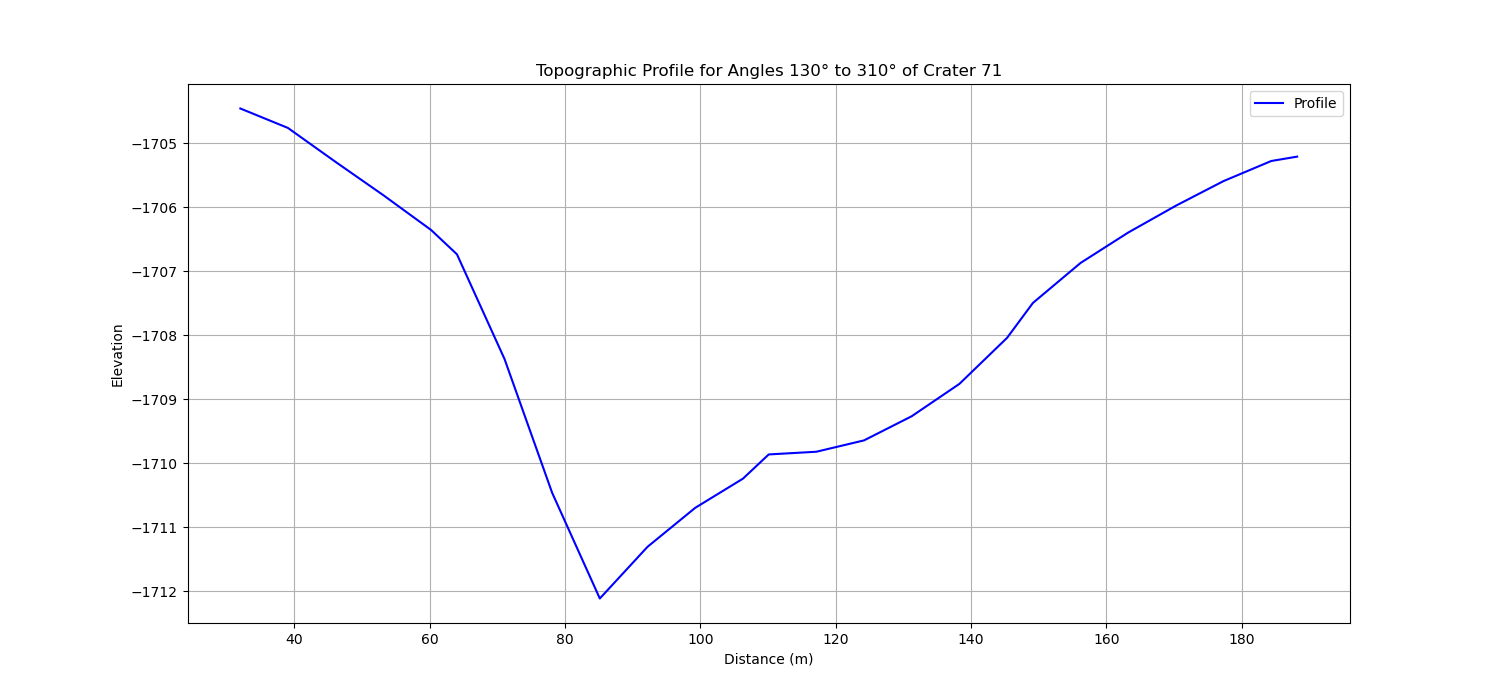 Topographic Profile for Angles 130° to 310° of Crater 71
Profile
−1705
−1706
−1707
−1708
−1709
−1710
−1711
−1712
Elevation
40 60 80 100 120 140 160 180
Distance (m)